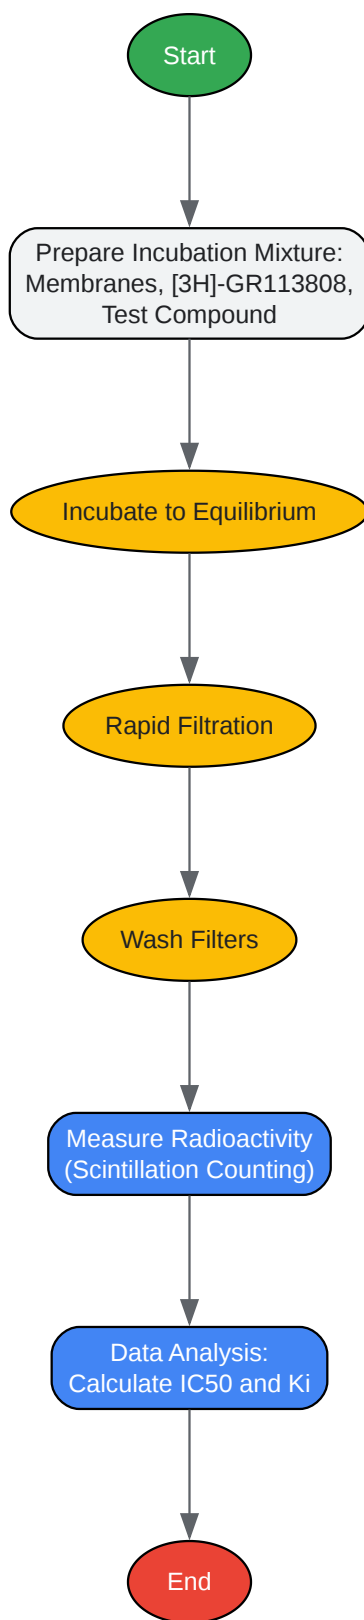 Start
Prepare Incubation Mixture:
Membranes, [3H]-GR113808,
Test Compound
Incubate to Equilibrium
Rapid Filtration
Wash Filters
Measure Radioactivity
(Scintillation Counting)
Data Analysis:
Calculate IC50 and Ki
End